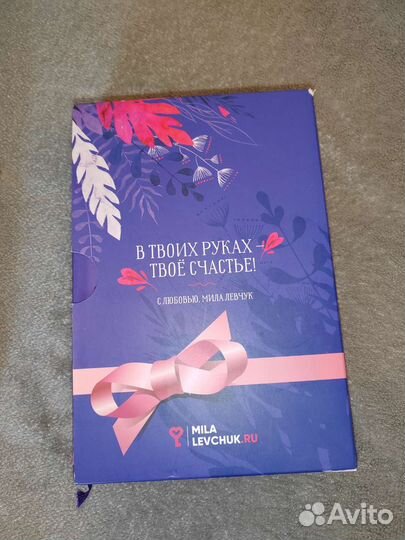 В ТВОИХ РУКАХ –
ТВОЁ СЧАСТЬЕ!
С ЛЮБОВЬЮ, МИЛА ЛЕВЧУК
MILA
LEVCHUK.RU
Avito